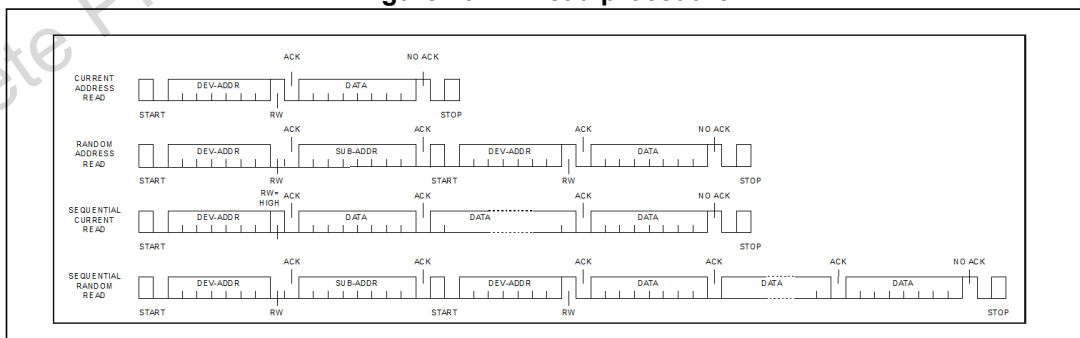 ete
ACK NO ACK
CURRENT ADDRESS READ
DEV-ADDR DATA
START RW STOP
ACK ACK ACK NO ACK
RANDOM ADDRESS READ
DEV-ADDR SUB-ADDR DEV-ADDR DATA
START RW START RW STOP
RW= HIGH ACK ACK ACK NO ACK
SEQUENTIAL CURRENT READ
DEV-ADDR DATA DATA DATA
START STOP
ACK ACK ACK ACK ACK NO ACK
SEQUENTIAL RANDOM READ
DEV-ADDR SUB-ADDR DEV-ADDR DATA DATA DATA
START RW START RW STOP